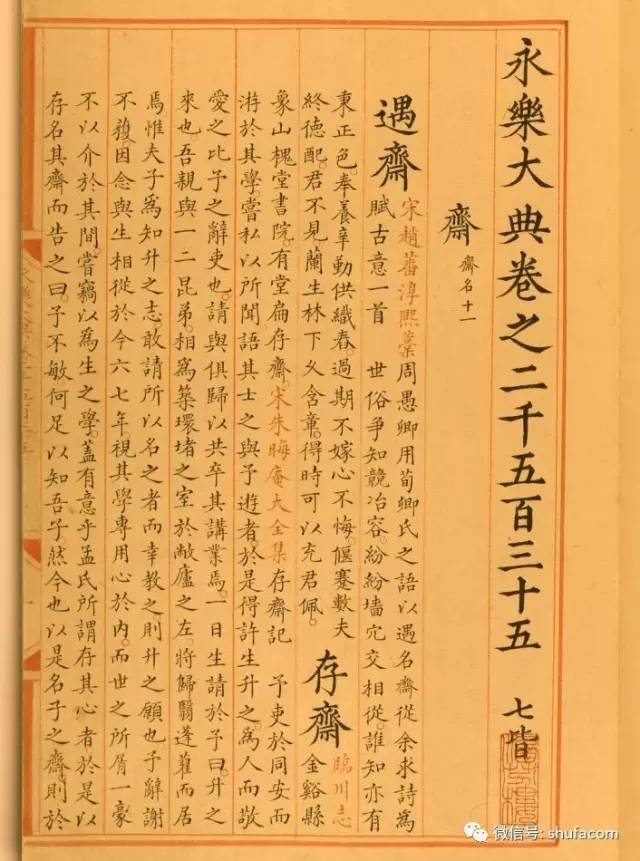 永樂大典卷之二千五百三十五 七皆
齋 齋名十一
遇齋
宋趙蕃淳熙藁周愚卿用荀卿氏之語以遇名齋從余求詩為
賦古意一首 世俗爭知競冶容紛紛墻穴交相從誰知亦有
秉正色奉養辛勤供織舂過期不嫁心不悔偃蹇數夫
終德配君不見蘭生林下久含章得時可以充君佩
存齋
臨川志
金谿縣
象山槐堂書院有堂扁存齋宋朱晦庵大全集存齋記 予吏於同安而
游於其學嘗私以所聞語其士之與予遊者於是得許生升之為人而敬
愛之比予之辭吏也請與俱歸以共卒其講業焉一日生請於予曰升之
來也吾親與一二昆弟相為築環堵之室於敝廬之左將歸翳蓬藋而居
焉惟夫子為知升之志敢請所以名之者而幸教之則升之願也予辭謝
不獲因念與生相從於今六七年視其學專用心於內而世之所屑一豪
不以介於其間嘗竊以為生之學蓋有意乎孟氏所謂存其心者於是以
存名其齋而告之曰予不敏何足以知吾子然今也以是名子之齋則於
微信号: shufacom